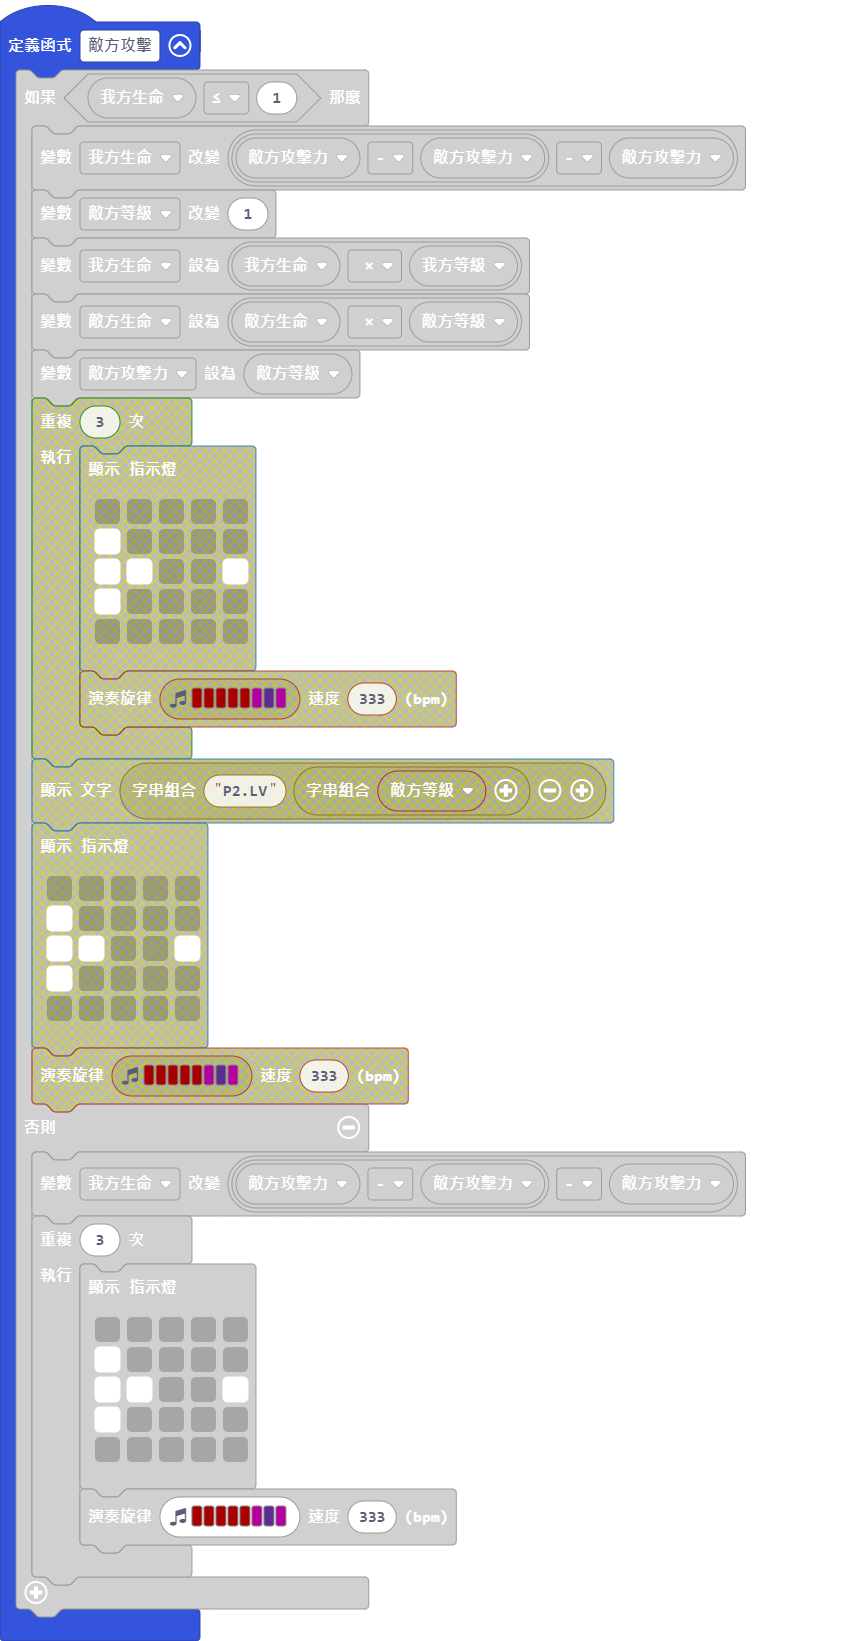 定義函式 敵方攻擊
如果 我方生命 ≤ 1 那麼
變數 我方生命 改變 敵方攻擊力 - 敵方攻擊力 - 敵方攻擊力
變數 敵方等級 改變 1
變數 我方生命 設為 我方生命 × 我方等級
變數 敵方生命 設為 敵方生命 × 敵方等級
變數 敵方攻擊力 設為 敵方等級
重複 3 次
執行 顯示 指示燈
演奏旋律 速度 333 (bpm)
顯示 文字 字串組合 "P2.LV" 字串組合 敵方等級
顯示 指示燈
演奏旋律 速度 333 (bpm)
否則
變數 我方生命 改變 敵方攻擊力 - 敵方攻擊力 - 敵方攻擊力
重複 3 次
執行 顯示 指示燈
演奏旋律 速度 333 (bpm)